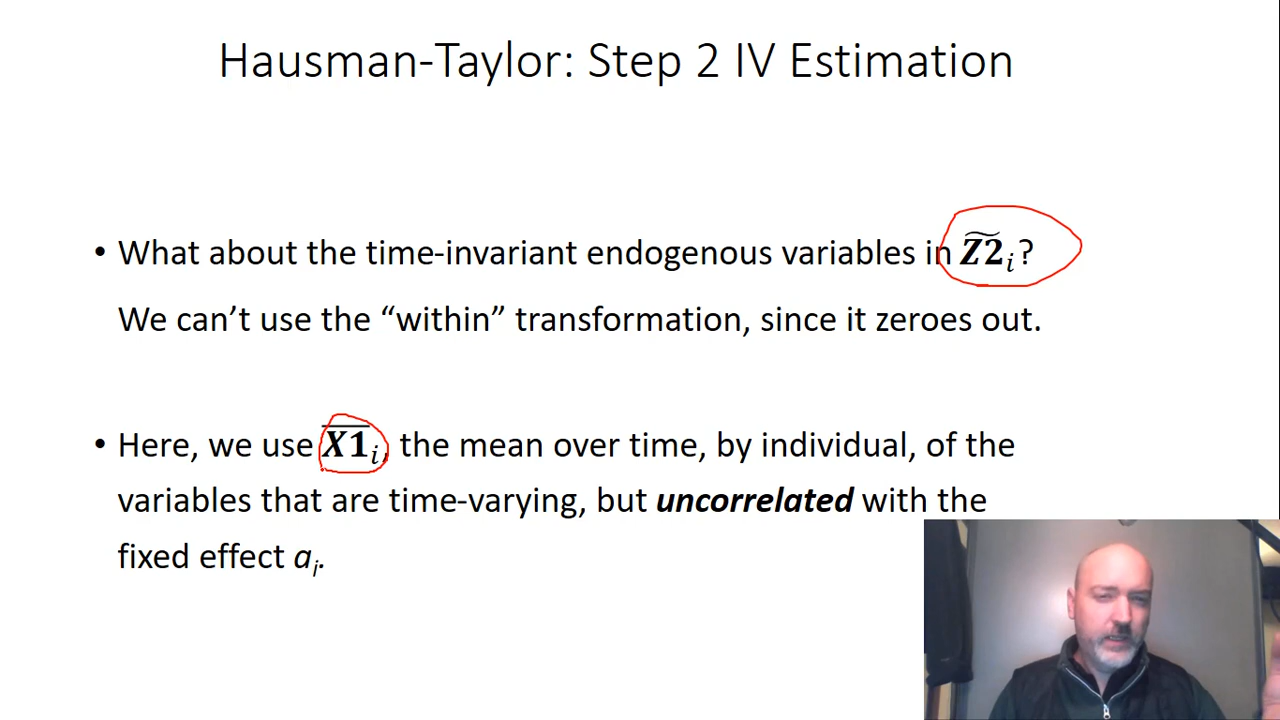 Hausman-Taylor: Step 2 IV Estimation
• What about the time-invariant endogenous variables in Z͂2ᵢ?
We can’t use the “within” transformation, since it zeroes out.
• Here, we use X̅1̅ᵢ, the mean over time, by individual, of the
variables that are time-varying, but uncorrelated with the
fixed effect aᵢ.